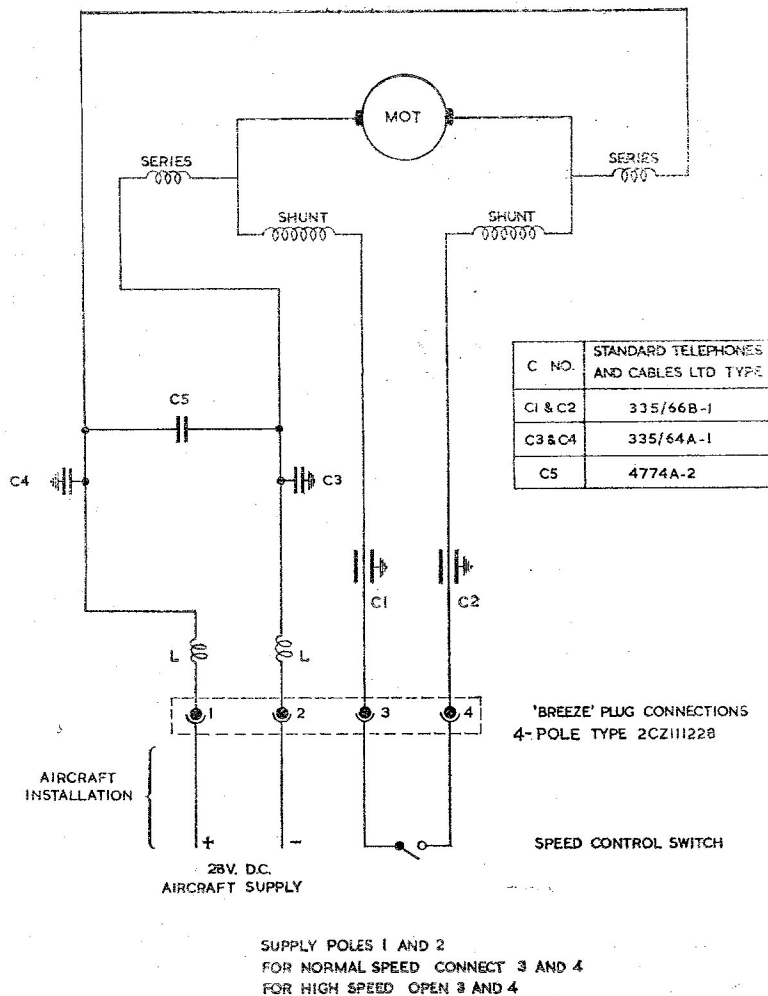 MOT
SERIES
SERIES
SHUNT
SHUNT
C NO.
STANDARD TELEPHONES
AND CABLES LTD TYPE
C1 & C2
335/66B-1
C3 & C4
335/64A-1
C5
4774A-2
C5
C4
C3
C1
C2
L
L
1
2
3
4
'BREEZE' PLUG CONNECTIONS
4-POLE TYPE 2CZ111228
AIRCRAFT
INSTALLATION
+
-
SPEED CONTROL SWITCH
28V. D.C.
AIRCRAFT SUPPLY
SUPPLY POLES 1 AND 2
FOR NORMAL SPEED CONNECT 3 AND 4
FOR HIGH SPEED OPEN 3 AND 4